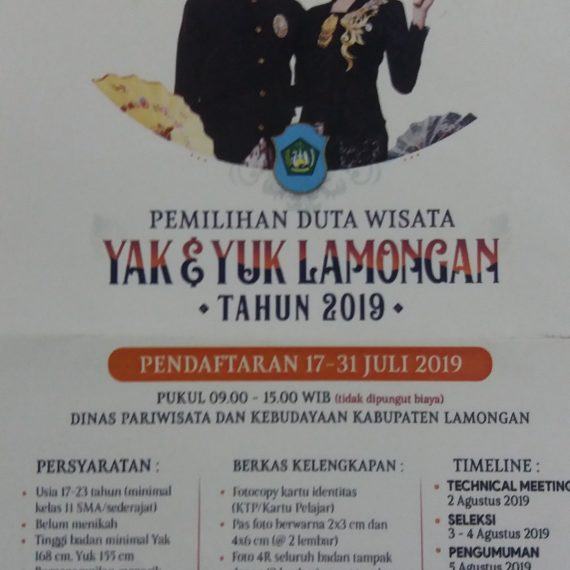 PEMILIHAN DUTA WISATA
YAK & YUK LAMONGAN
TAHUN 2019
PENDAFTARAN 17-31 JULI 2019
PUKUL 09.00 - 15.00 WIB (tidak dipungut biaya)
DINAS PARIWISATA DAN KEBUDAYAAN KABUPATEN LAMONGAN
PERSYARATAN :
• Usia 17-23 tahun (minimal
kelas 11 SMA/sederajat)
• Belum menikah
• Tinggi badan minimal Yak
168 cm, Yuk 155 cm
BERKAS KELENGKAPAN :
• Fotocopy kartu identitas
(KTP/Kartu Pelajar)
• Pas foto berwarna 2x3 cm dan
4x6 cm (@ 2 lembar)
• Foto 4R seluruh badan tampak
TIMELINE :
• TECHNICAL MEETING
2 Agustus 2019
• SELEKSI
3 - 4 Agustus 2019
• PENGUMUMAN
5 Agustus 2019